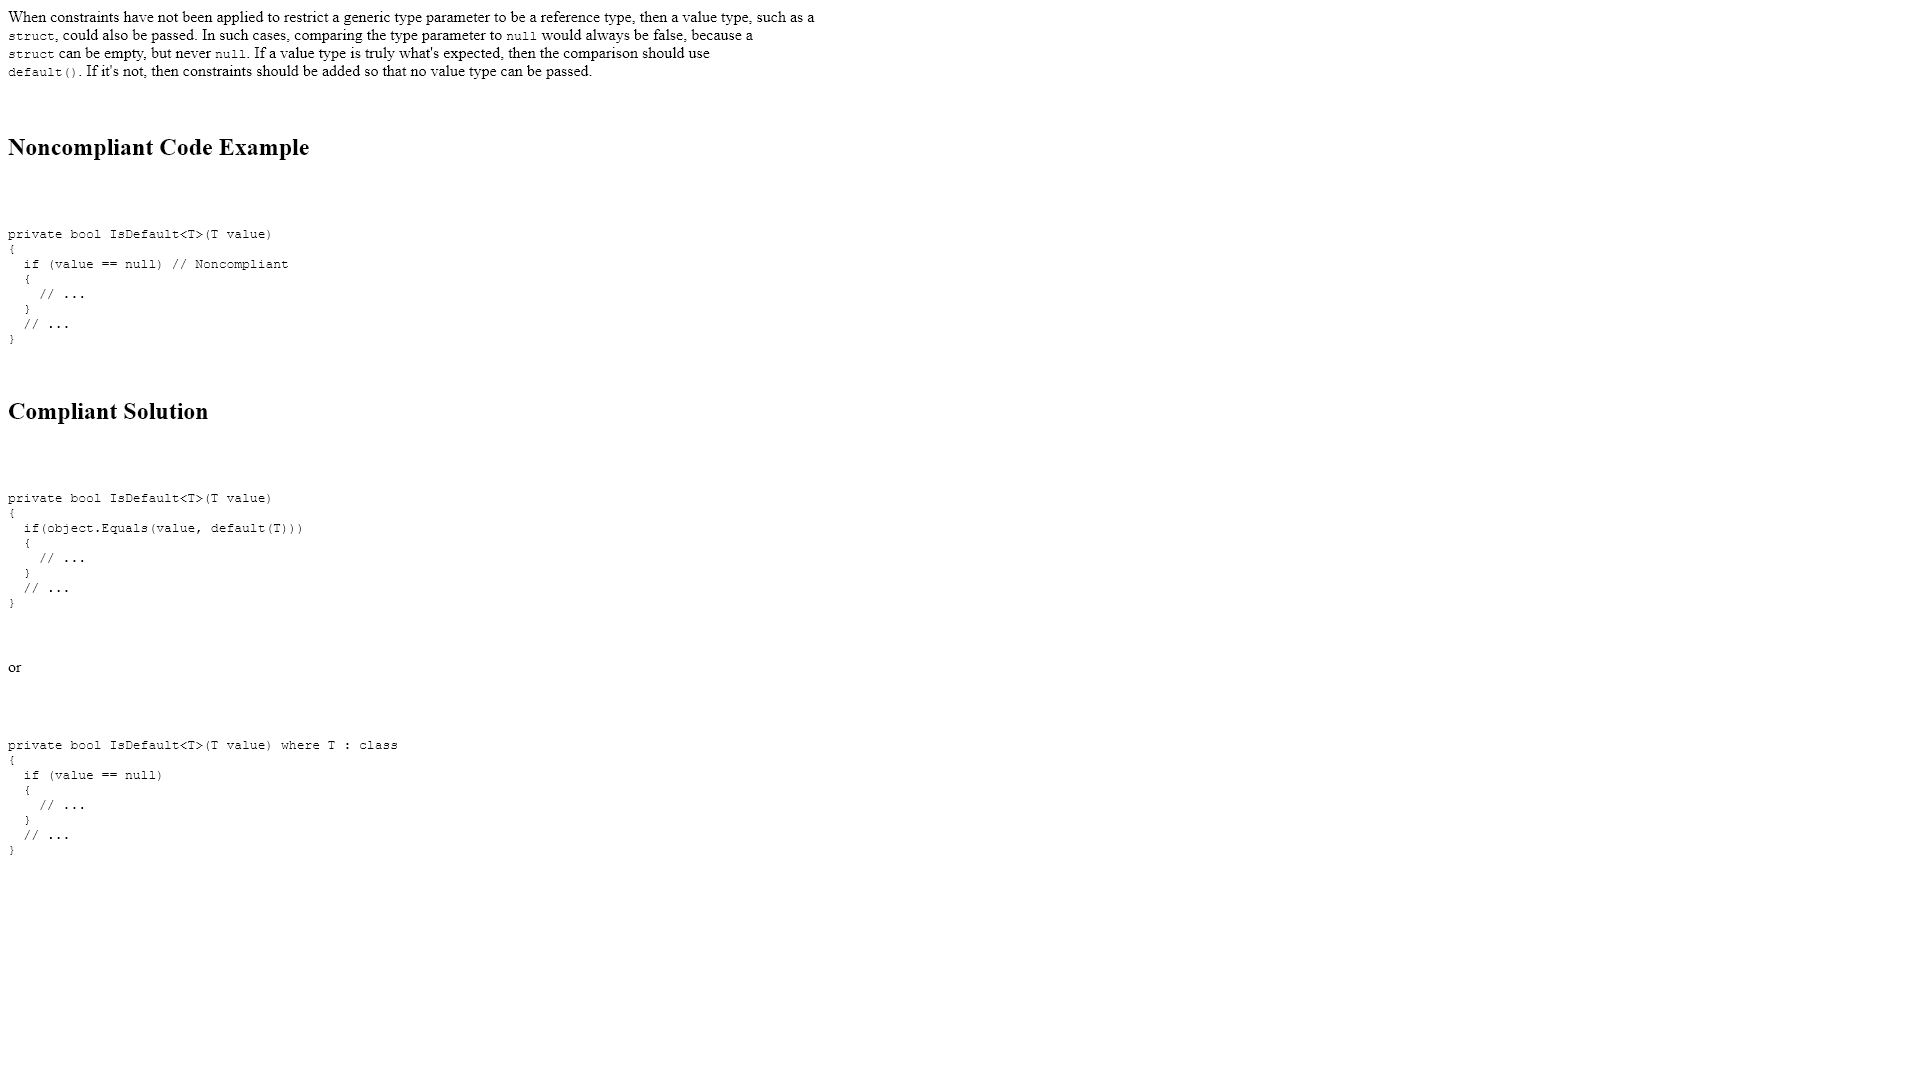 When constraints have not been applied to restrict a generic type parameter to be a reference type, then a value type, such as a
struct, could also be passed. In such cases, comparing the type parameter to null would always be false, because a
struct can be empty, but never null. If a value type is truly what's expected, then the comparison should use
default(). If it's not, then constraints should be added so that no value type can be passed.
Noncompliant Code Example
private bool IsDefault<T>(T value)
{
  if (value == null) // Noncompliant
  {
    // ...
  }
  // ...
}
Compliant Solution
private bool IsDefault<T>(T value)
{
  if(object.Equals(value, default(T)))
  {
    // ...
  }
  // ...
}
or
private bool IsDefault<T>(T value) where T : class
{
  if (value == null)
  {
    // ...
  }
  // ...
}